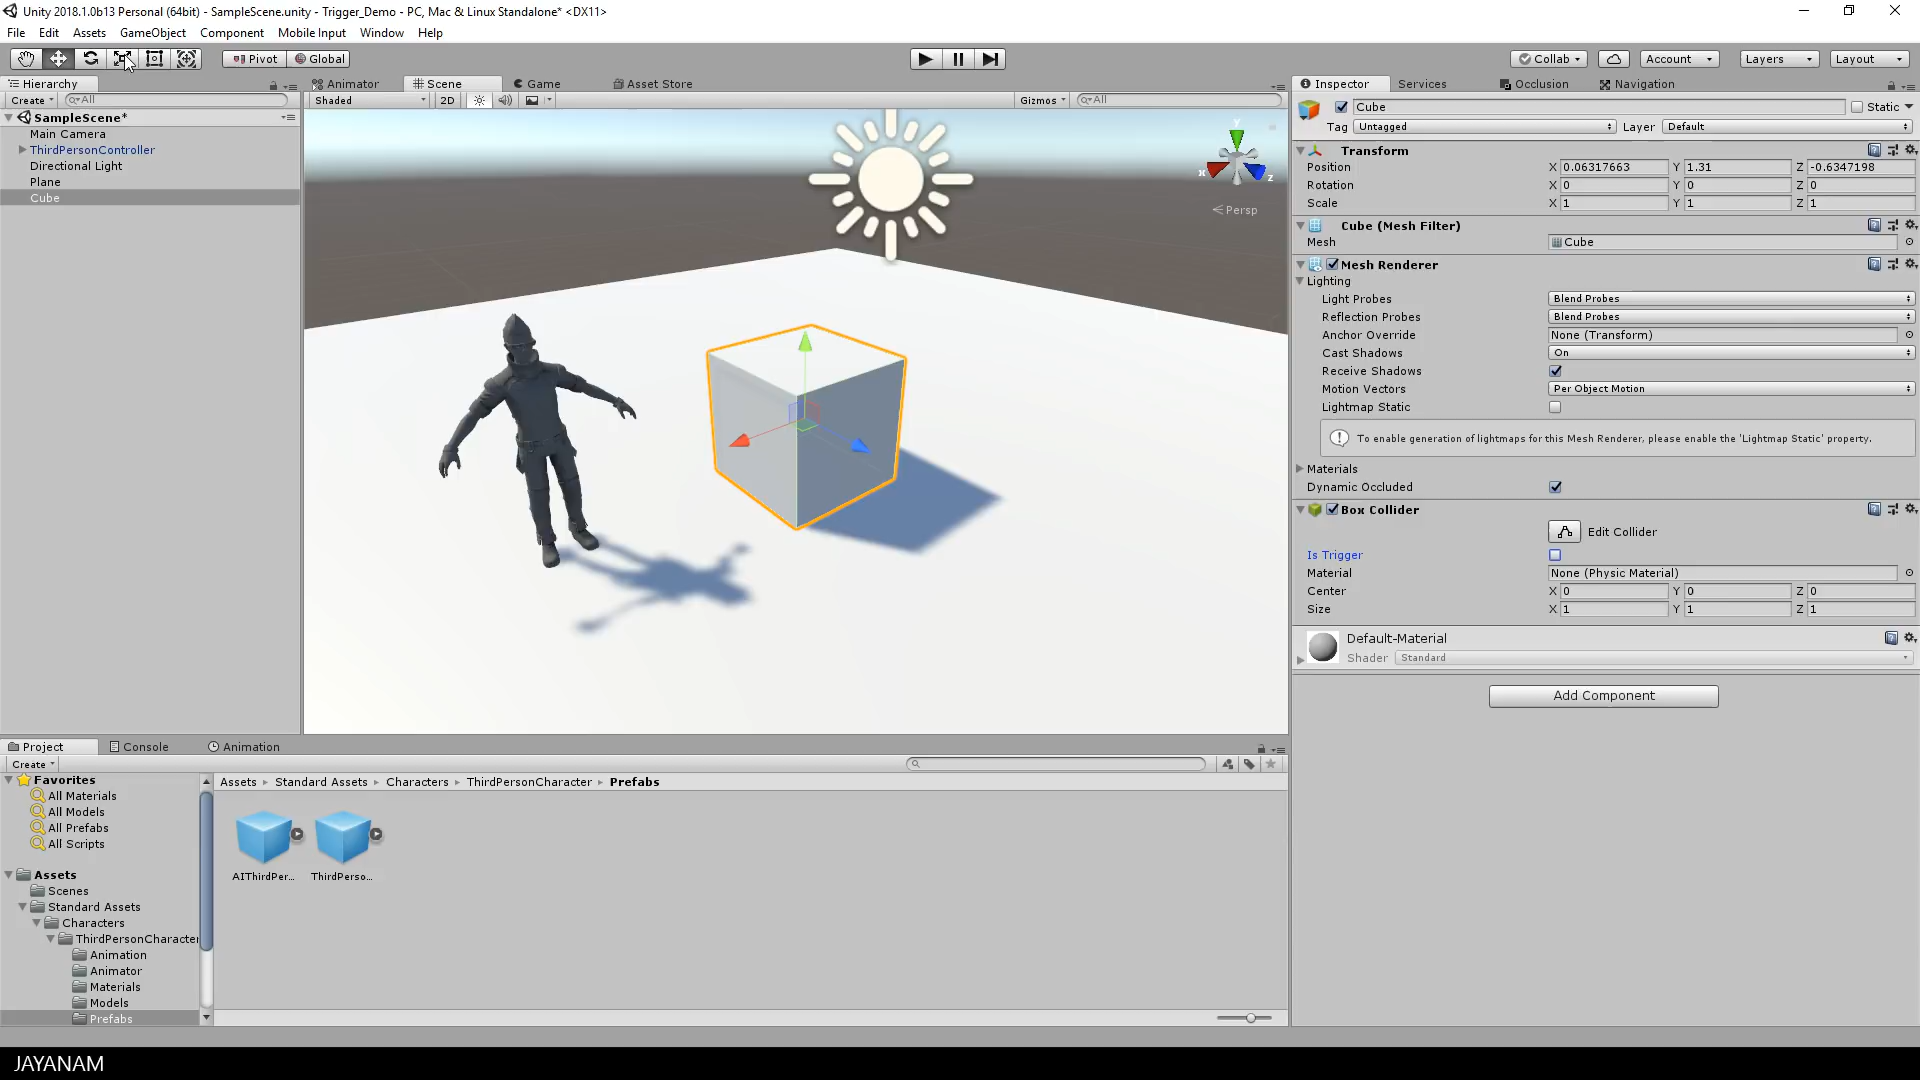 Unity 2018.1.0b13 Personal (64bit) - SampleScene.unity - Trigger_Demo - PC, Mac & Linux Standalone* <DX11>
File Edit Assets GameObject Component Mobile Input Window Help
Pivot Global Collab Account Layers Layout
Hierarchy
Create All
SampleScene*
Main Camera
ThirdPersonController
Directional Light
Plane
Cube
Animator Scene Game Asset Store
Shaded 2D Gizmos All
y
x
z
Persp
Inspector Services Occlusion Navigation
Cube Static
Tag Untagged Layer Default
Transform
Position X 0.06317663 Y 1.31 Z -0.6347198
Rotation X 0 Y 0 Z 0
Scale X 1 Y 1 Z 1
Cube (Mesh Filter)
Mesh Cube
Mesh Renderer
Lighting
Light Probes Blend Probes
Reflection Probes Blend Probes
Anchor Override None (Transform)
Cast Shadows On
Receive Shadows
Motion Vectors Per Object Motion
Lightmap Static
To enable generation of lightmaps for this Mesh Renderer, please enable the 'Lightmap Static' property.
Materials
Dynamic Occluded
Box Collider
Edit Collider
Is Trigger
Material None (Physic Material)
Center X 0 Y 0 Z 0
Size X 1 Y 1 Z 1
Default-Material
Shader Standard
Add Component
Project Console Animation
Create
Favorites
All Materials
All Models
All Prefabs
All Scripts
Assets
Scenes
Standard Assets
Characters
ThirdPersonCharacter
Animation
Animator
Materials
Models
Prefabs
Assets Standard Assets Characters ThirdPersonCharacter Prefabs
AIThirdPer... ThirdPerso...
JAYANAM